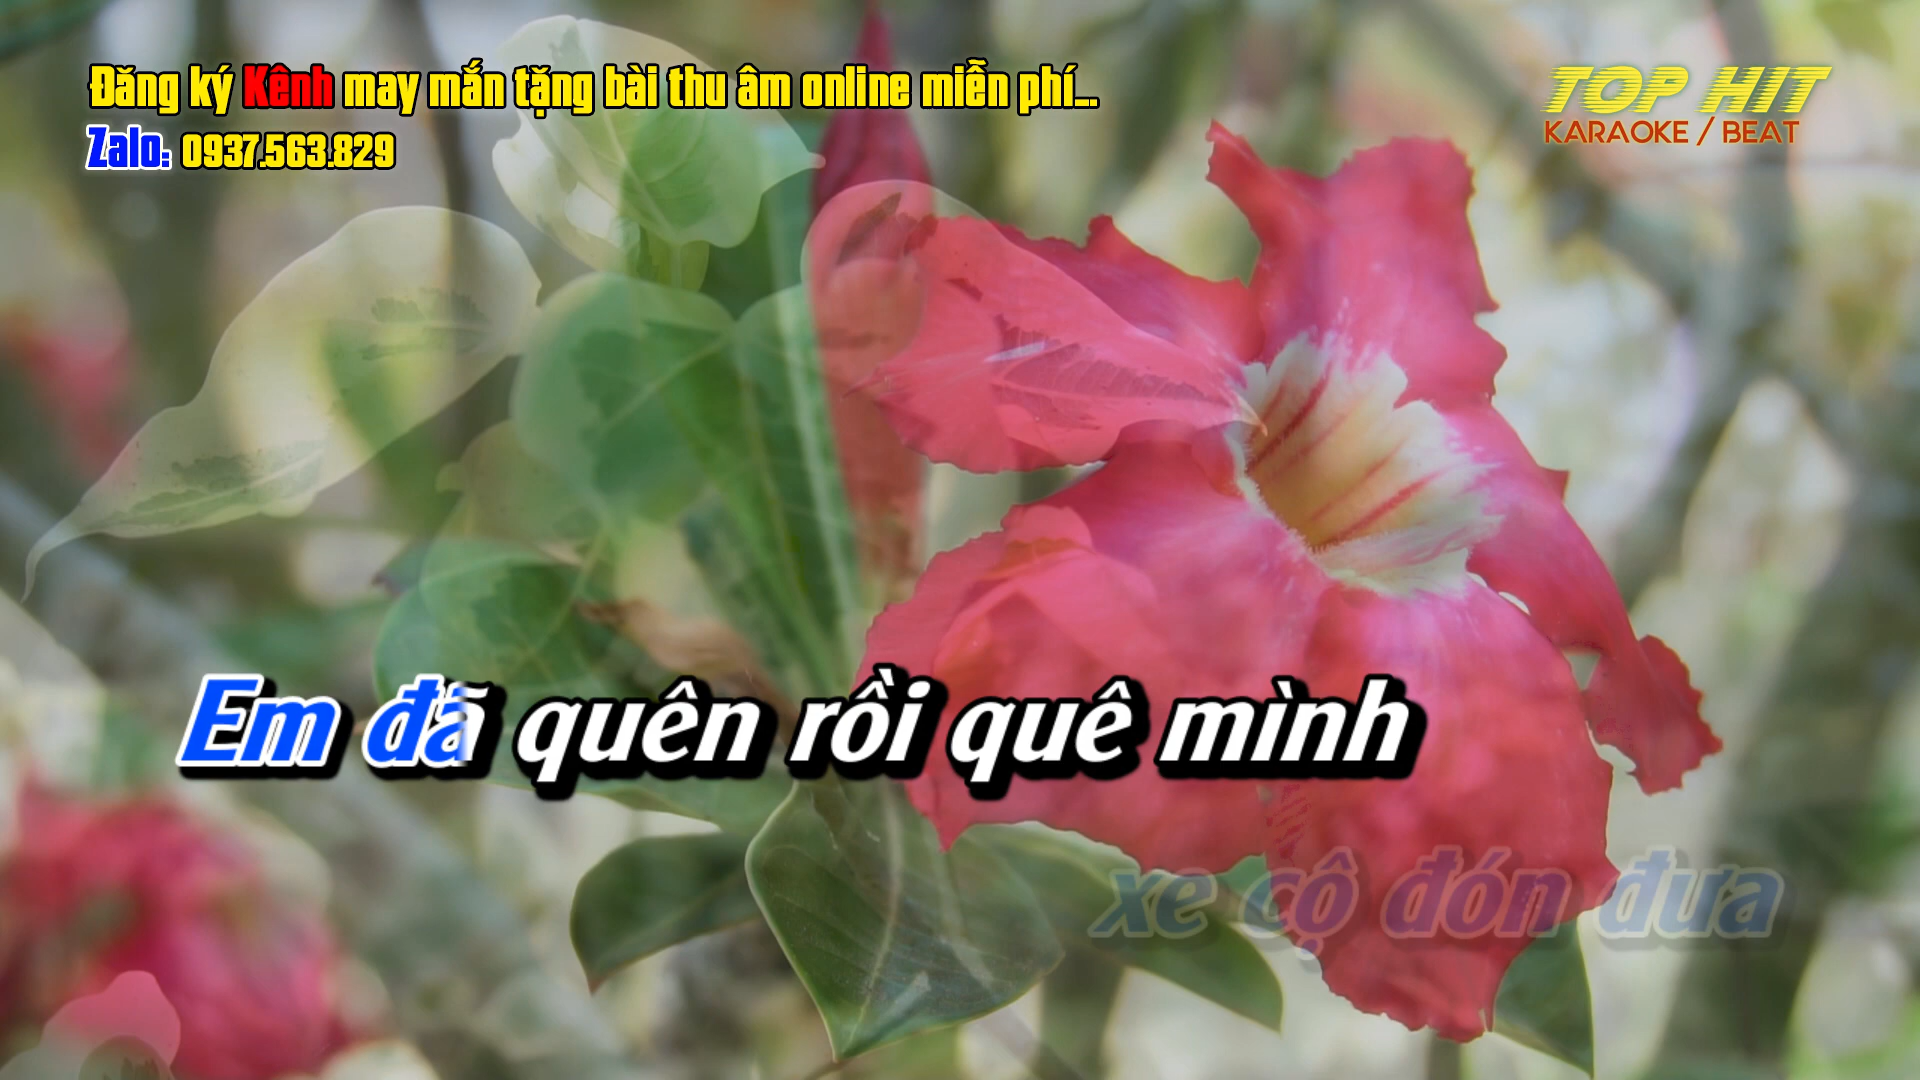 Đăng ký Kênh may mắn tặng bài thu âm online miễn phí...
Zalo: 0937.563.829
TOP HIT
KARAOKE / BEAT
Em đã quên rồi quê mình
xe cộ đón đưa